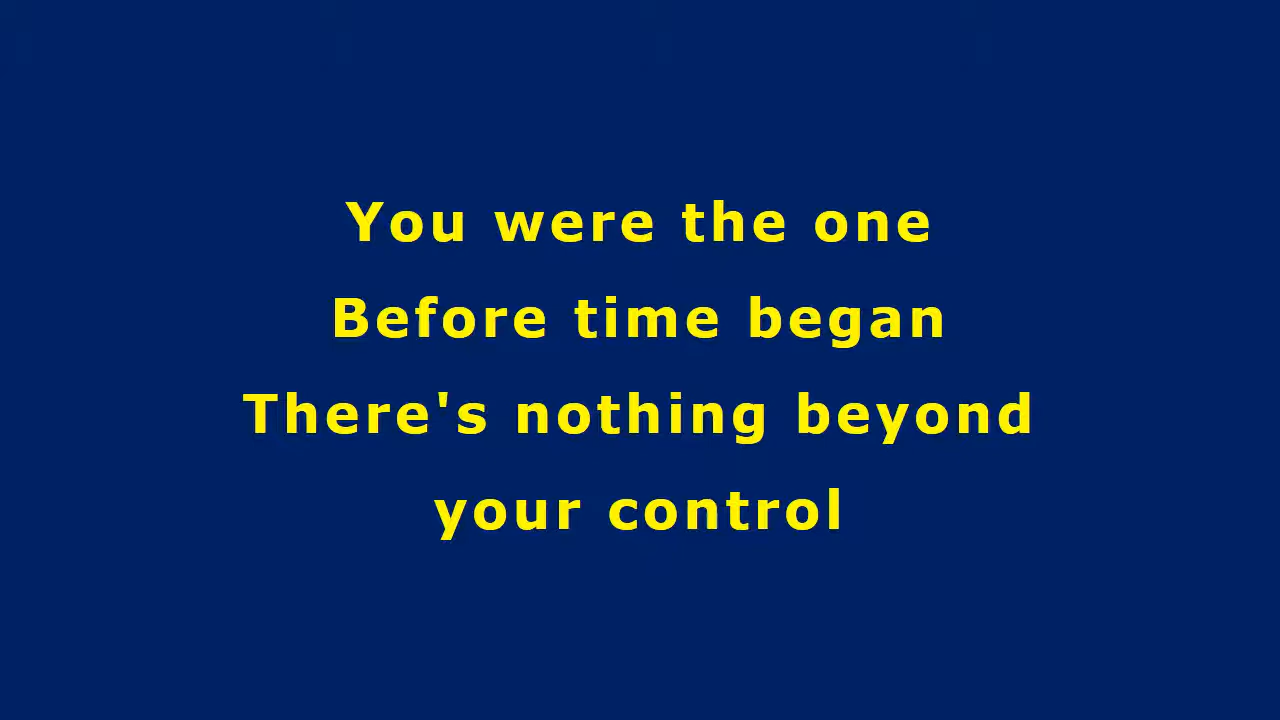 You were the one
Before time began
There's nothing beyond
your control